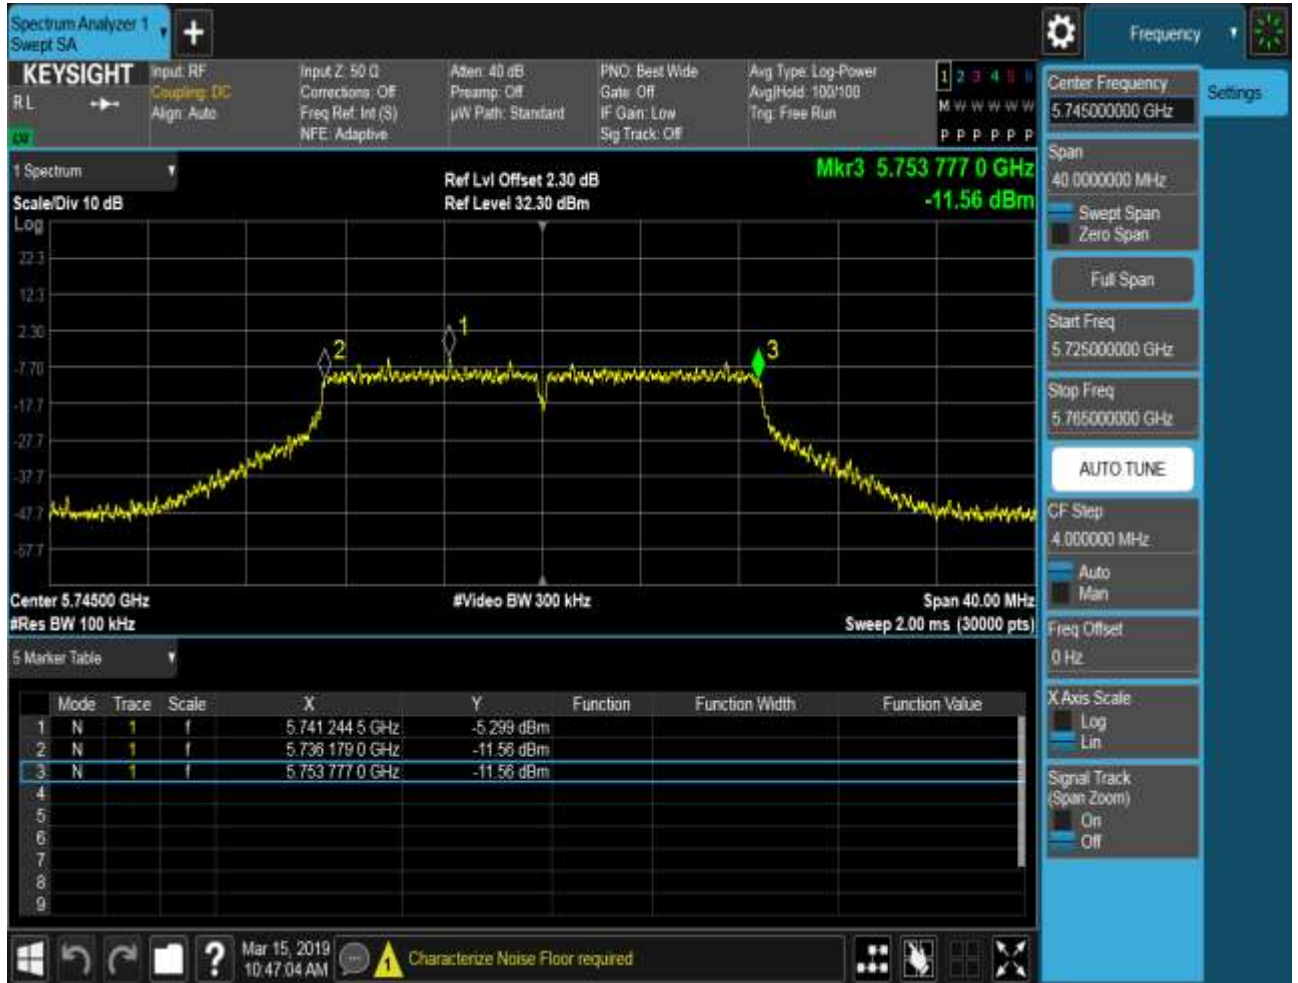 Spectrum Analyzer 1
Swept SA
+
Frequency
KEYSIGHT
RL
Input: RF
Coupling: DC
Align: Auto
Input Z: 50 Ω
Corrections: Off
Freq Ref: Int (S)
NFE: Adaptive
Atten: 40 dB
Preamp: Off
µW Path: Standard
PNO: Best Wide
Gate: Off
IF Gain: Low
Sig Track: Off
Avg Type: Log-Power
Avg|Hold: 100/100
Trig: Free Run
1 2 3 4 5 6
M W W W W W
P P P P P P
1 Spectrum
Scale/Div 10 dB
Log
Ref Lvl Offset 2.30 dB
Ref Level 32.30 dBm
Mkr3 5.753 777 0 GHz
-11.56 dBm
22.3
12.3
2.30
-7.70
-17.7
-27.7
-37.7
-47.7
-57.7
1
2
3
Center 5.74500 GHz
#Video BW 300 kHz
Span 40.00 MHz
#Res BW 100 kHz
Sweep 2.00 ms (30000 pts)
5 Marker Table
Mode Trace Scale X Y Function Function Width Function Value
1 N 1 f 5.741 244 5 GHz -5.299 dBm
2 N 1 f 5.736 179 0 GHz -11.56 dBm
3 N 1 f 5.753 777 0 GHz -11.56 dBm
4
5
6
7
8
9
Mar 15, 2019
10:47:04 AM
?
1
Characterize Noise Floor required
Center Frequency
5.745000000 GHz
Settings
Span
40.0000000 MHz
Swept Span
Zero Span
Full Span
Start Freq
5.725000000 GHz
Stop Freq
5.765000000 GHz
AUTO TUNE
CF Step
4.000000 MHz
Auto
Man
Freq Offset
0 Hz
X Axis Scale
Log
Lin
Signal Track
(Span Zoom)
On
Off